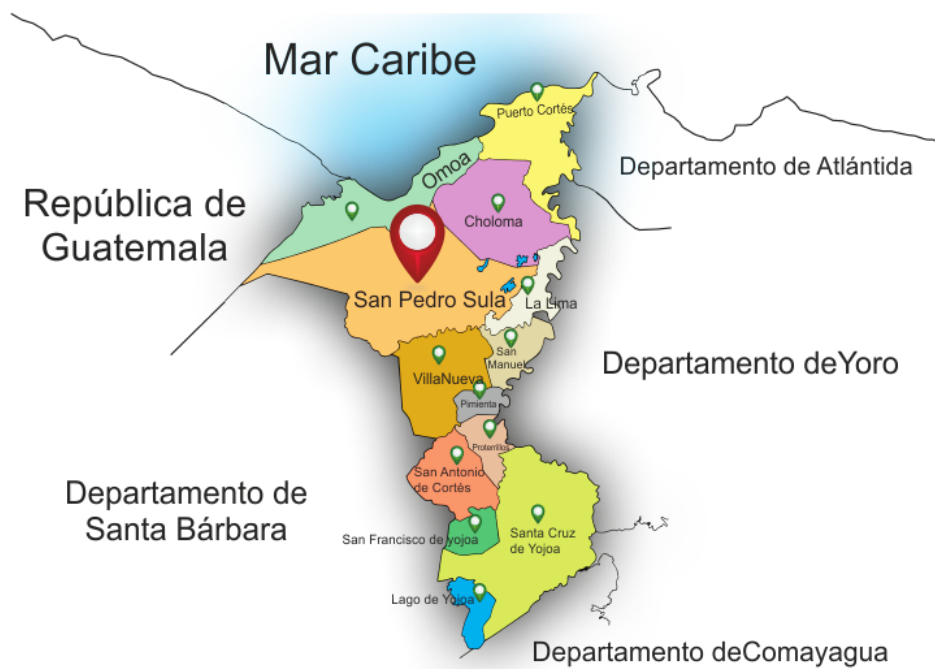 Mar Caribe
Puerto Cortés
Departamento de Atlántida
Omoa
República de
Guatemala
Choloma
San Pedro Sula
La Lima
San
Manuel
Departamento deYoro
VillaNueva
Pimienta
Proterrillos
San Antonio
de Cortés
Departamento de
Santa Bárbara
San Francisco de yojoa
Santa Cruz
de Yojoa
Lago de Yojoa
Departamento deComayagua